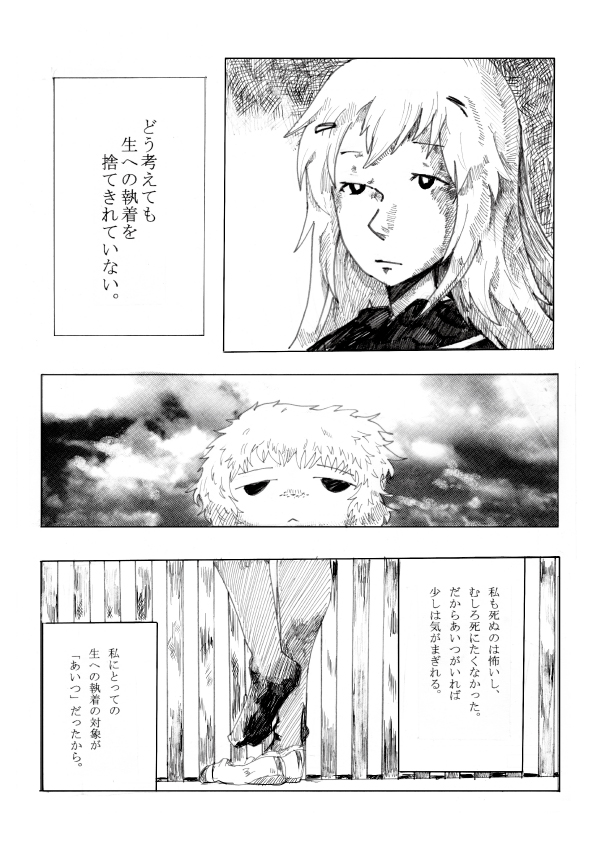 どう考えても
生への執着を
捨てきれていない。
私も死ぬのは怖いし、
むしろ死にたくなかった。
だからあいつがいれば
少しは気がまぎれる。
私にとっての
生への執着の対象が
「あいつ」だったから。